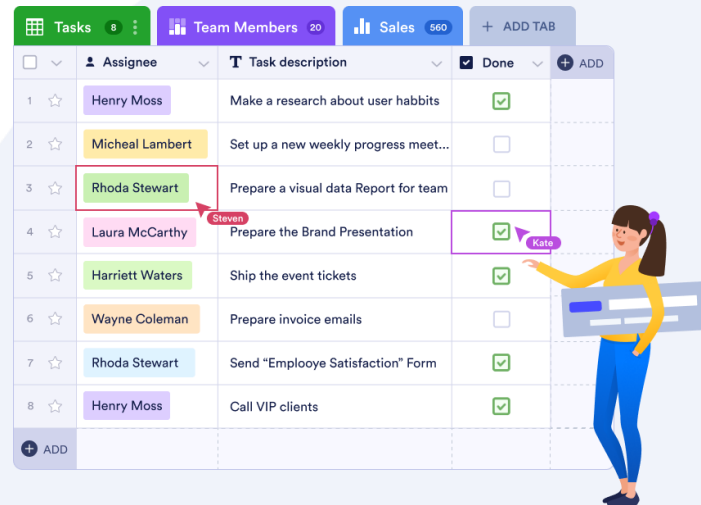 Tasks 8 Team Members 20 Sales 560 + ADD TAB
Assignee Task description Done + ADD
1 Henry Moss Make a research about user habbits
2 Micheal Lambert Set up a new weekly progress meet...
3 Rhoda Stewart Prepare a visual data Report for team
Steven
4 Laura McCarthy Prepare the Brand Presentation
Kate
5 Harriett Waters Ship the event tickets
6 Wayne Coleman Prepare invoice emails
7 Rhoda Stewart Send “Emplooye Satisfaction” Form
8 Henry Moss Call VIP clients
+ ADD